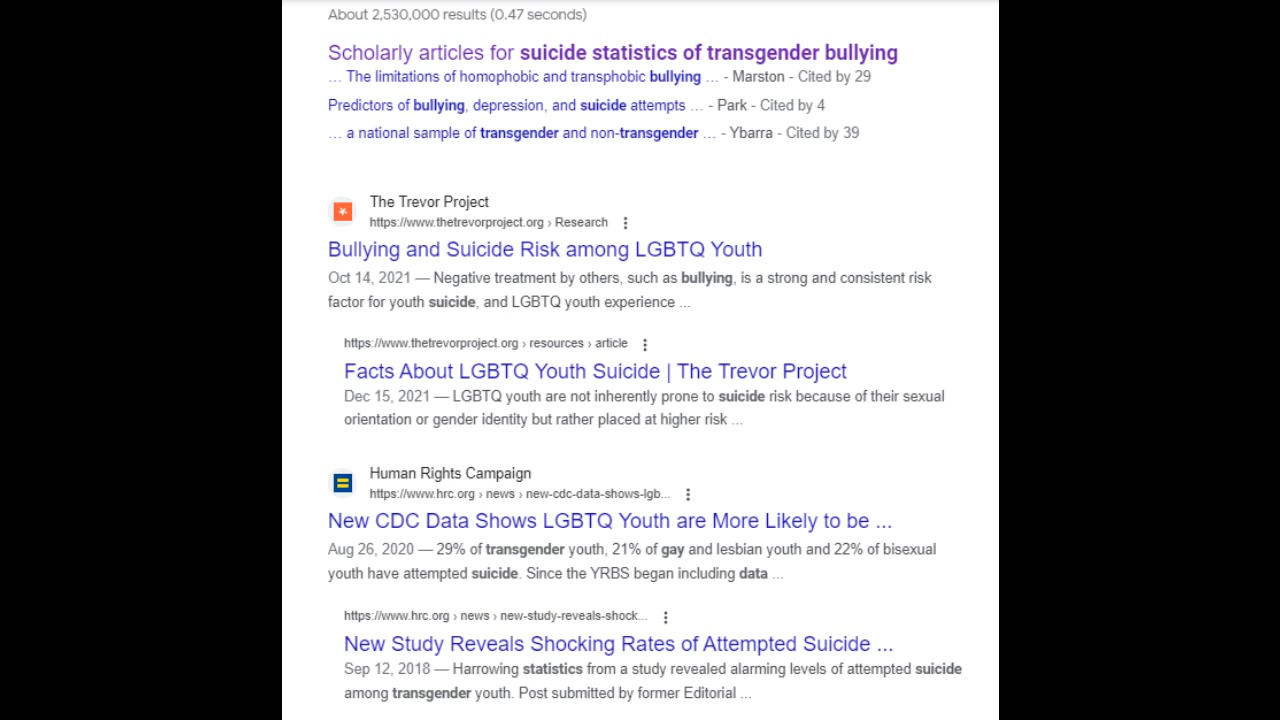 About 2,530,000 results (0.47 seconds)
Scholarly articles for suicide statistics of transgender bullying
... The limitations of homophobic and transphobic bullying ... - Marston - Cited by 29
Predictors of bullying, depression, and suicide attempts ... - Park - Cited by 4
... a national sample of transgender and non-transgender ... - Ybarra - Cited by 39
The Trevor Project
https://www.thetrevorproject.org › Research
Bullying and Suicide Risk among LGBTQ Youth
Oct 14, 2021 — Negative treatment by others, such as bullying, is a strong and consistent risk
factor for youth suicide, and LGBTQ youth experience ...
https://www.thetrevorproject.org › resources › article
Facts About LGBTQ Youth Suicide | The Trevor Project
Dec 15, 2021 — LGBTQ youth are not inherently prone to suicide risk because of their sexual
orientation or gender identity but rather placed at higher risk ...
Human Rights Campaign
https://www.hrc.org › news › new-cdc-data-shows-lgb...
New CDC Data Shows LGBTQ Youth are More Likely to be ...
Aug 26, 2020 — 29% of transgender youth, 21% of gay and lesbian youth and 22% of bisexual
youth have attempted suicide. Since the YRBS began including data ...
https://www.hrc.org › news › new-study-reveals-shock...
New Study Reveals Shocking Rates of Attempted Suicide ...
Sep 12, 2018 — Harrowing statistics from a study revealed alarming levels of attempted suicide
among transgender youth. Post submitted by former Editorial ...